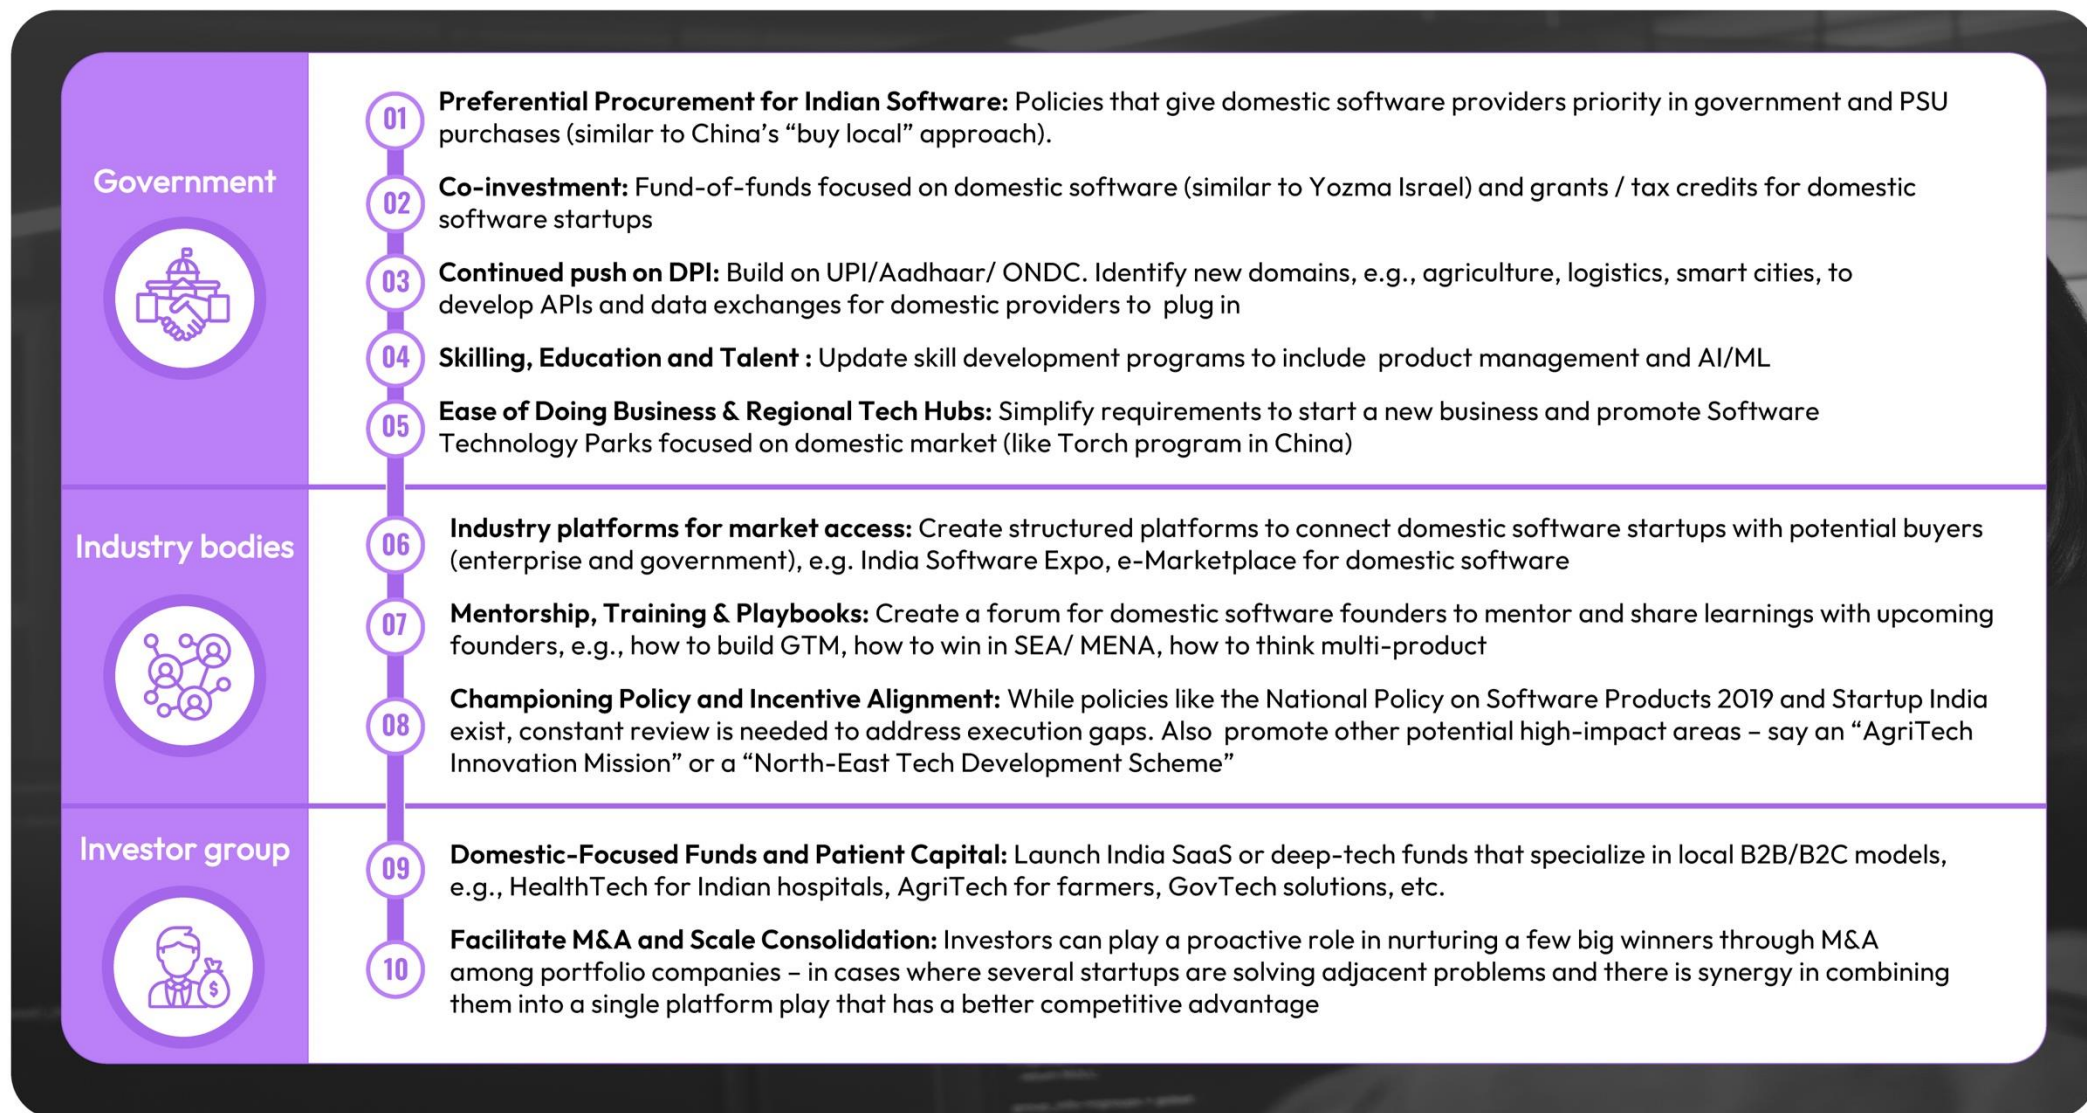 Government
01
Preferential Procurement for Indian Software: Policies that give domestic software providers priority in government and PSU
purchases (similar to China's “buy local” approach).
02
Co-investment: Fund-of-funds focused on domestic software (similar to Yozma Israel) and grants / tax credits for domestic
software startups
03
Continued push on DPI: Build on UPI/Aadhaar/ ONDC. Identify new domains, e.g., agriculture, logistics, smart cities, to
develop APIs and data exchanges for domestic providers to  plug in
04
Skilling, Education and Talent : Update skill development programs to include  product management and AI/ML
05
Ease of Doing Business & Regional Tech Hubs: Simplify requirements to start a new business and promote Software
Technology Parks focused on domestic market (like Torch program in China)
Industry bodies
06
Industry platforms for market access: Create structured platforms to connect domestic software startups with potential buyers
(enterprise and government), e.g. India Software Expo, e-Marketplace for domestic software
07
Mentorship, Training & Playbooks: Create a forum for domestic software founders to mentor and share learnings with upcoming
founders, e.g., how to build GTM, how to win in SEA/ MENA, how to think multi-product
08
Championing Policy and Incentive Alignment: While policies like the National Policy on Software Products 2019 and Startup India
exist, constant review is needed to address execution gaps. Also  promote other potential high-impact areas – say an “AgriTech
Innovation Mission” or a “North-East Tech Development Scheme”
Investor group
09
Domestic-Focused Funds and Patient Capital: Launch India SaaS or deep-tech funds that specialize in local B2B/B2C models,
e.g., HealthTech for Indian hospitals, AgriTech for farmers, GovTech solutions, etc.
10
Facilitate M&A and Scale Consolidation: Investors can play a proactive role in nurturing a few big winners through M&A
among portfolio companies – in cases where several startups are solving adjacent problems and there is synergy in combining
them into a single platform play that has a better competitive advantage
$